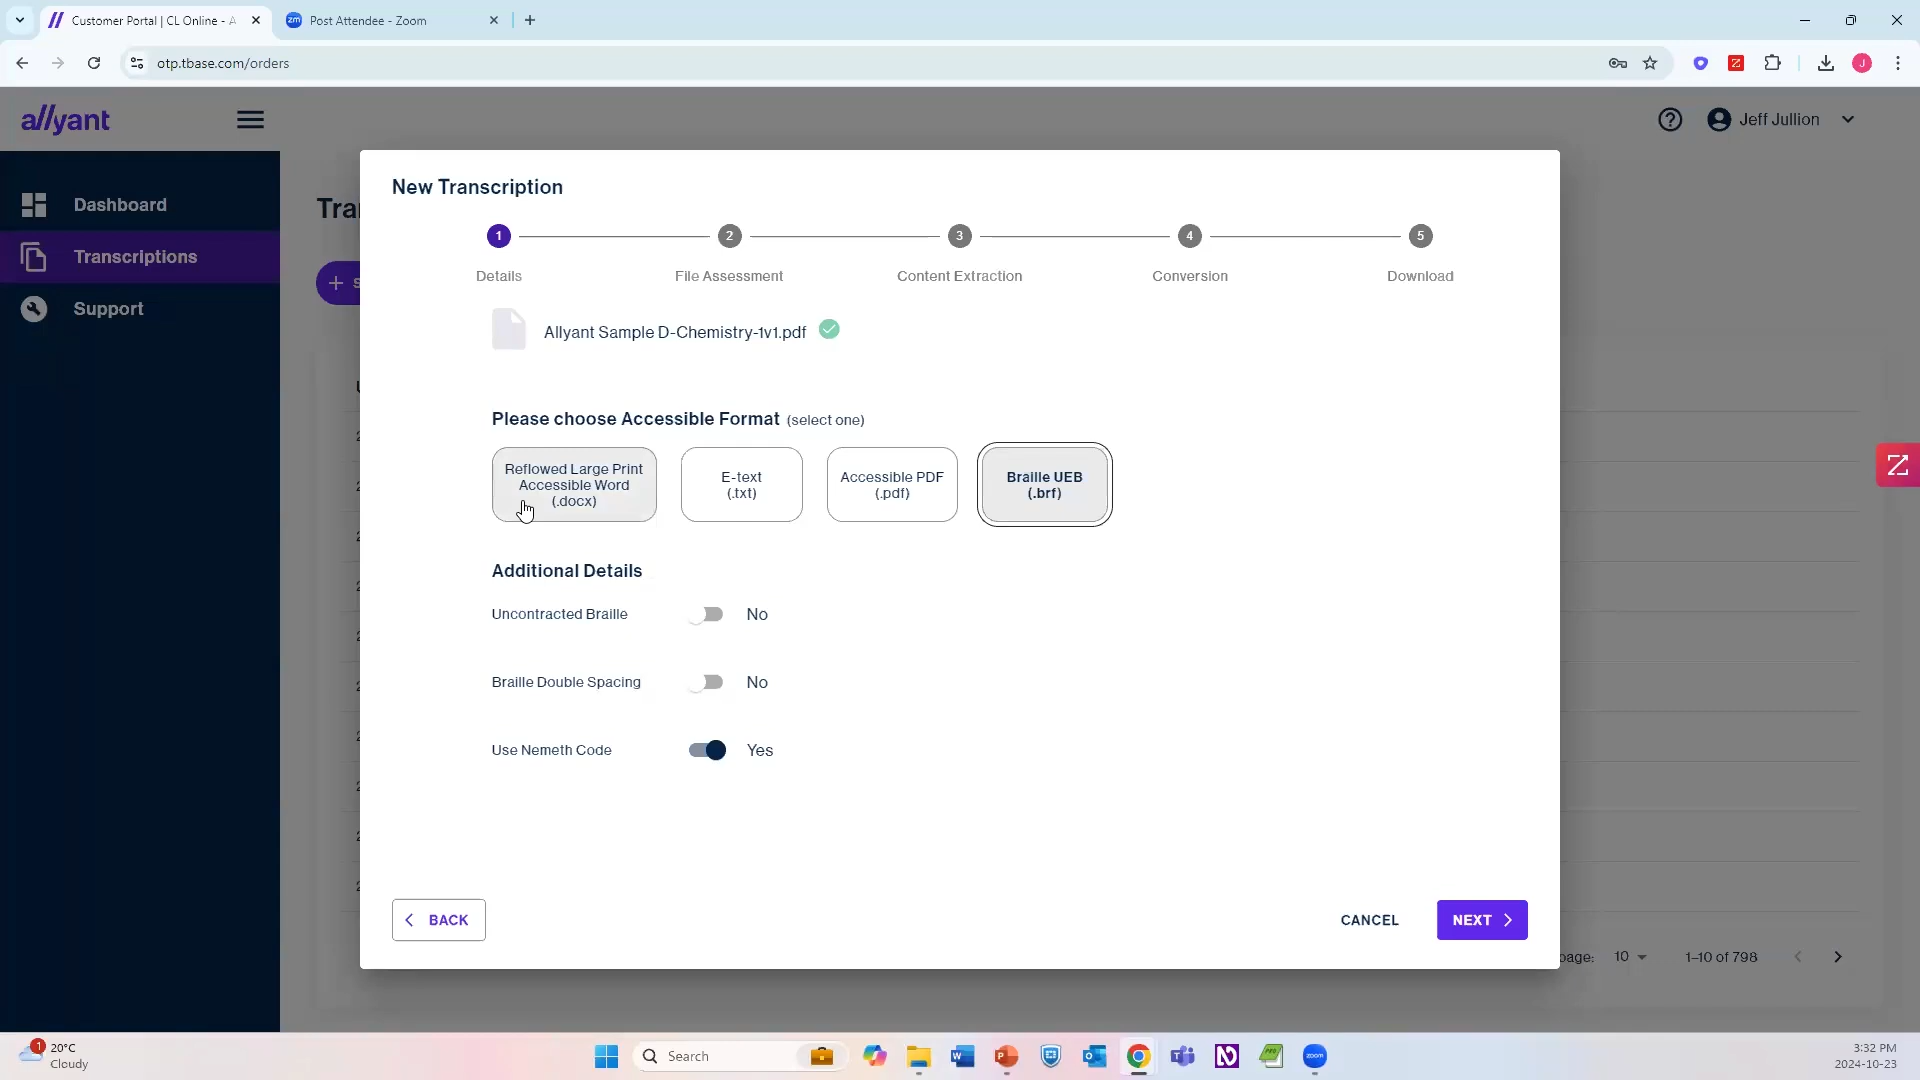 Customer Portal | CL Online - A
Post Attendee - Zoom
otp.tbase.com/orders
J
allyant
Jeff Jullion
Dashboard
Transcriptions
Support
Tra
New Transcription
1
2
3
4
5
Details
File Assessment
Content Extraction
Conversion
Download
Allyant Sample D-Chemistry-1v1.pdf
Please choose Accessible Format (select one)
Reflowed Large Print
Accessible Word
(.docx)
E-text
(.txt)
Accessible PDF
(.pdf)
Braille UEB
(.brf)
Additional Details
Uncontracted Braille
No
Braille Double Spacing
No
Use Nemeth Code
Yes
BACK
CANCEL
NEXT
page: 10
1–10 of 798
1
20°C
Cloudy
Search
3:32 PM
2024-10-23